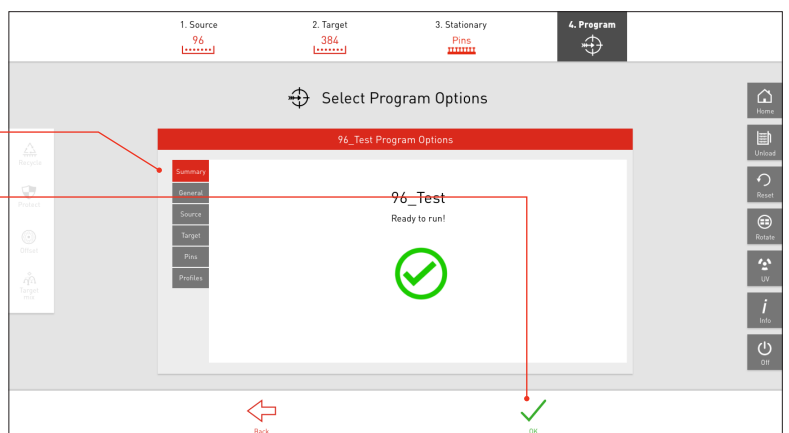 1. Source
96
2. Target
384
3. Stationary
Pins
4. Program
Select Program Options
96_Test Program Options
Summary
General
Source
Target
Pins
Profiles
96_Test
Ready to run!
Recycle
Protect
Offset
Target
mix
Home
Unload
Reset
Rotate
UV
i
Info
Off
Back
OK